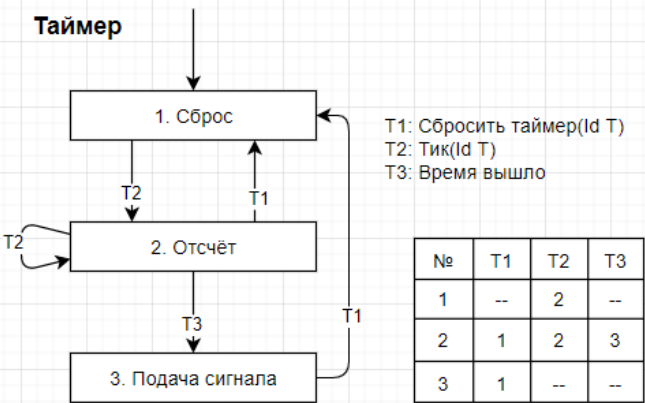 Таймер
1. Сброс
T1: Сбросить таймер(Id T)
T2: Тик(Id T)
T3: Время вышло
T2
T1
T2
2. Отсчёт
T3
T1
3. Подача сигнала
№ T1 T2 T3
1 -- 2 --
2 1 2 3
3 1 -- --